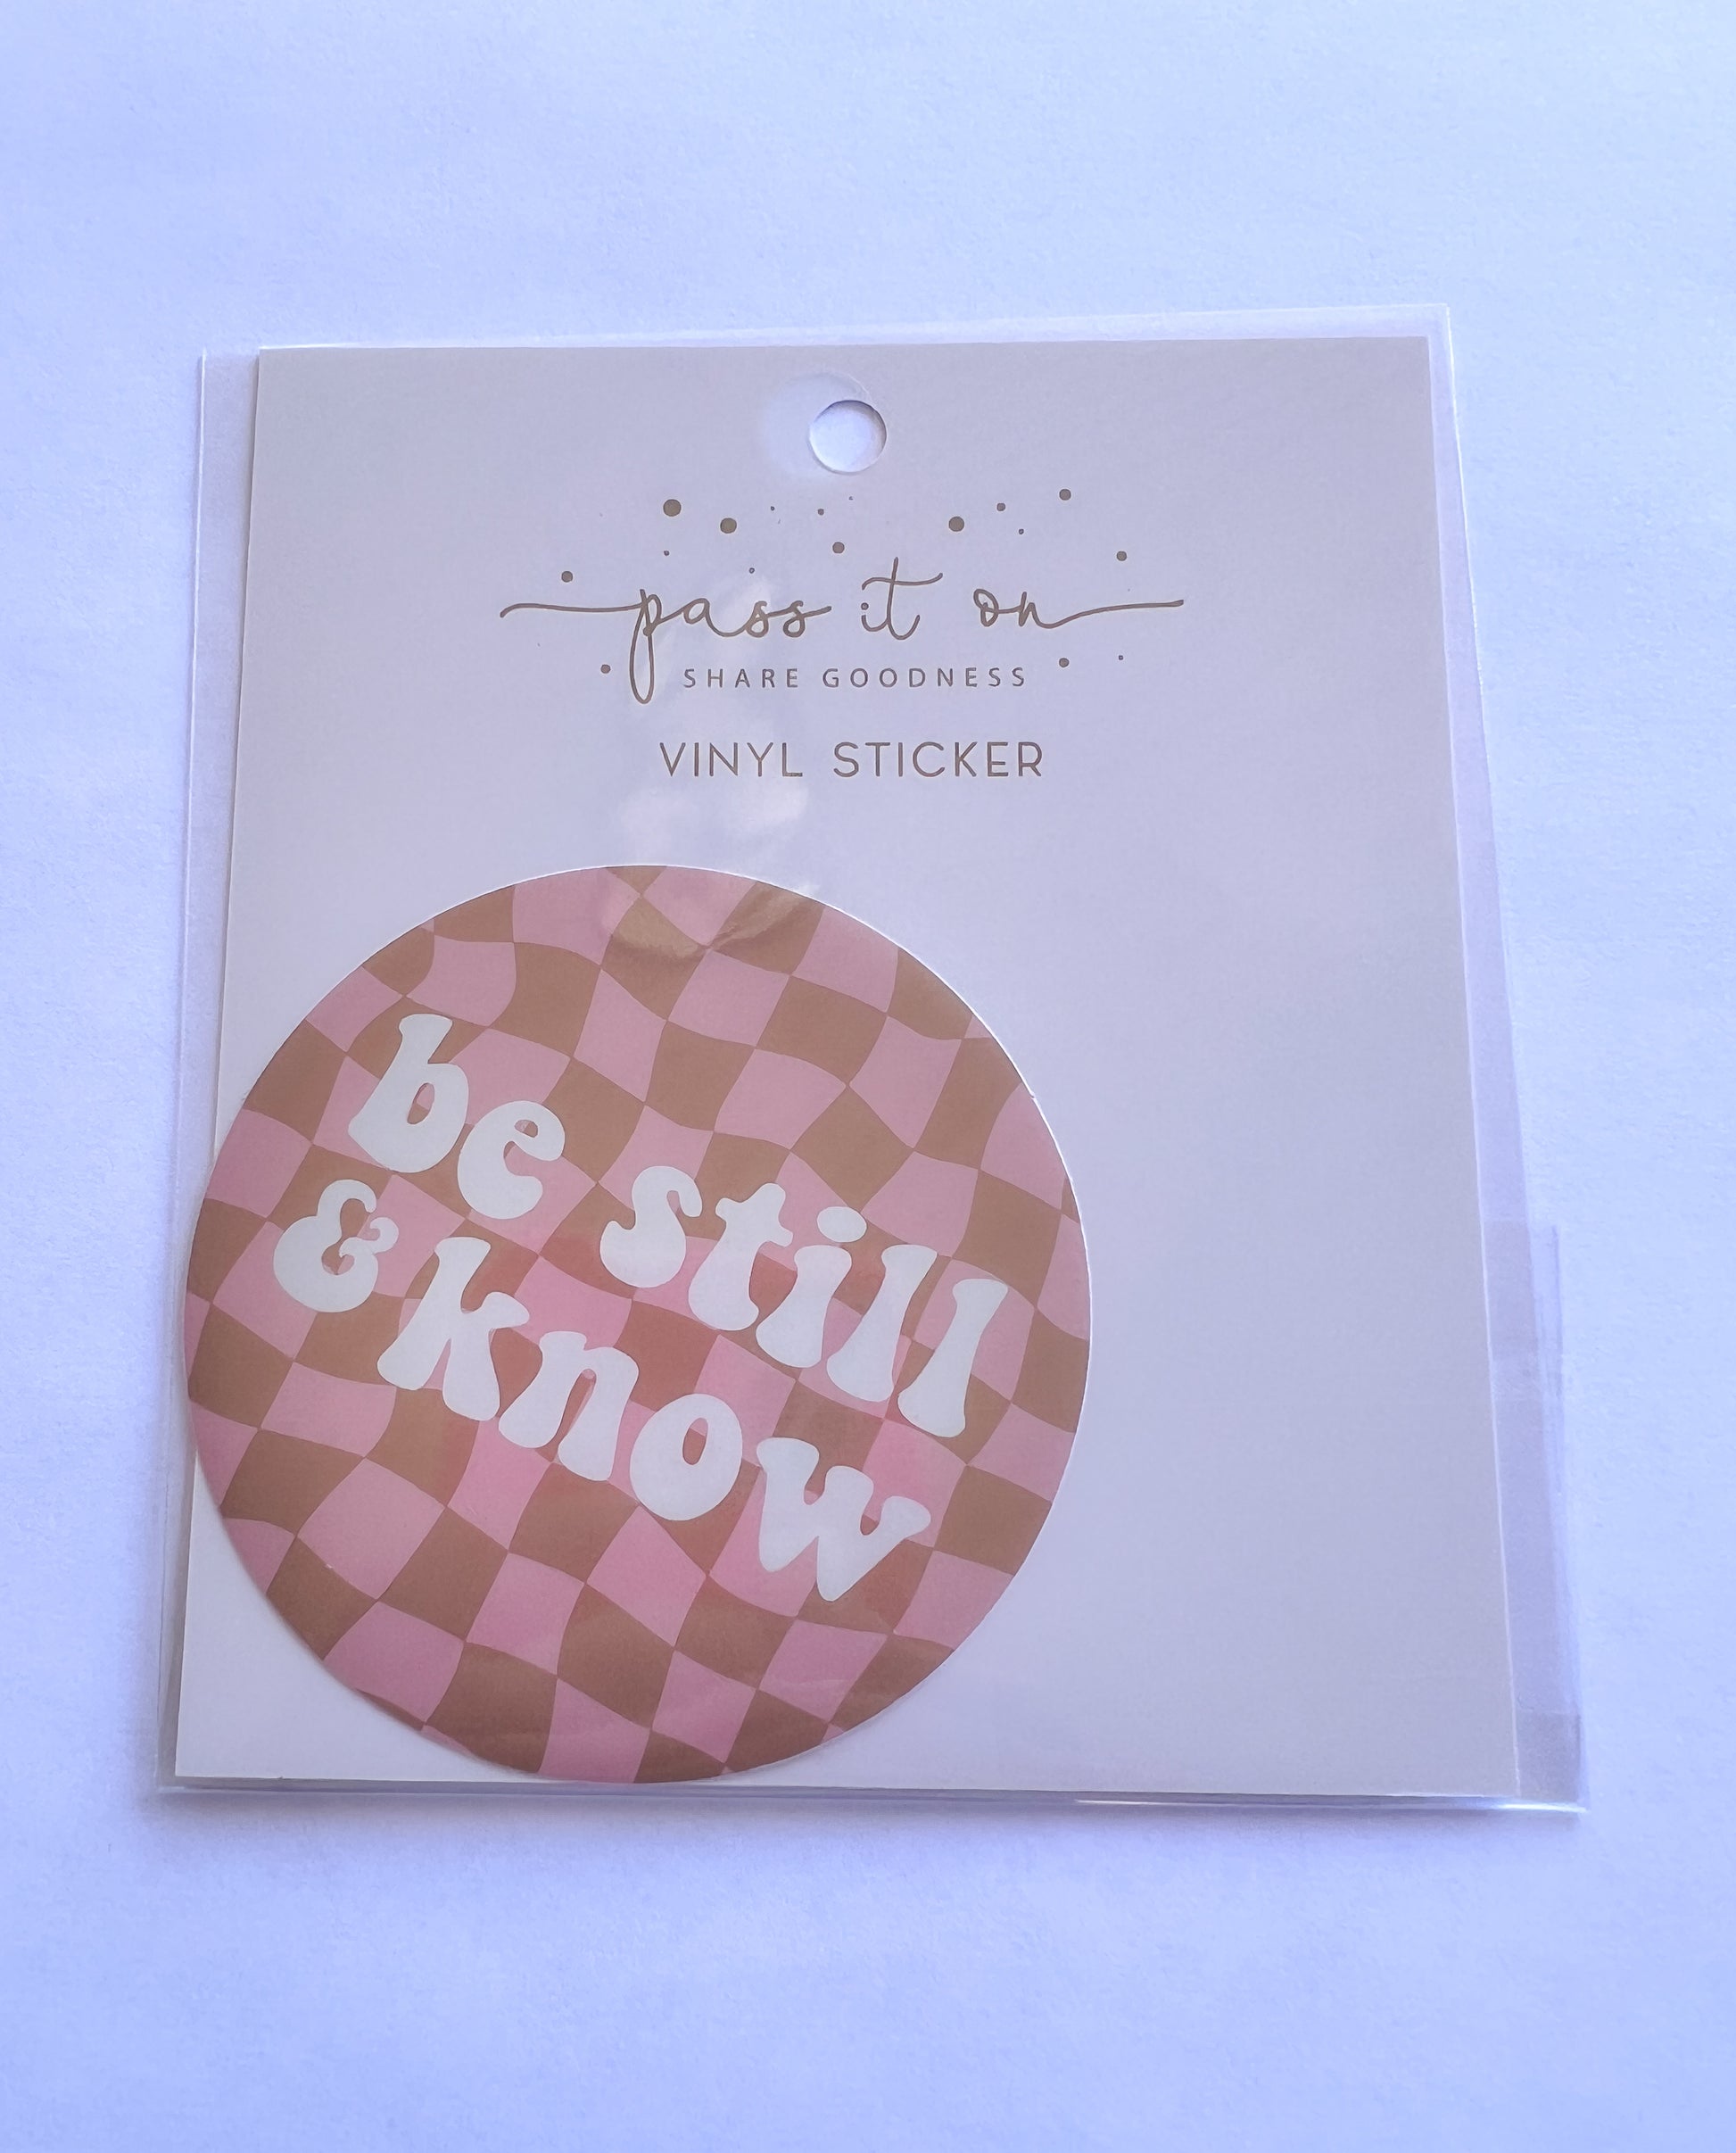 pass it on
SHARE GOODNESS
VINYL STICKER
be still
& know